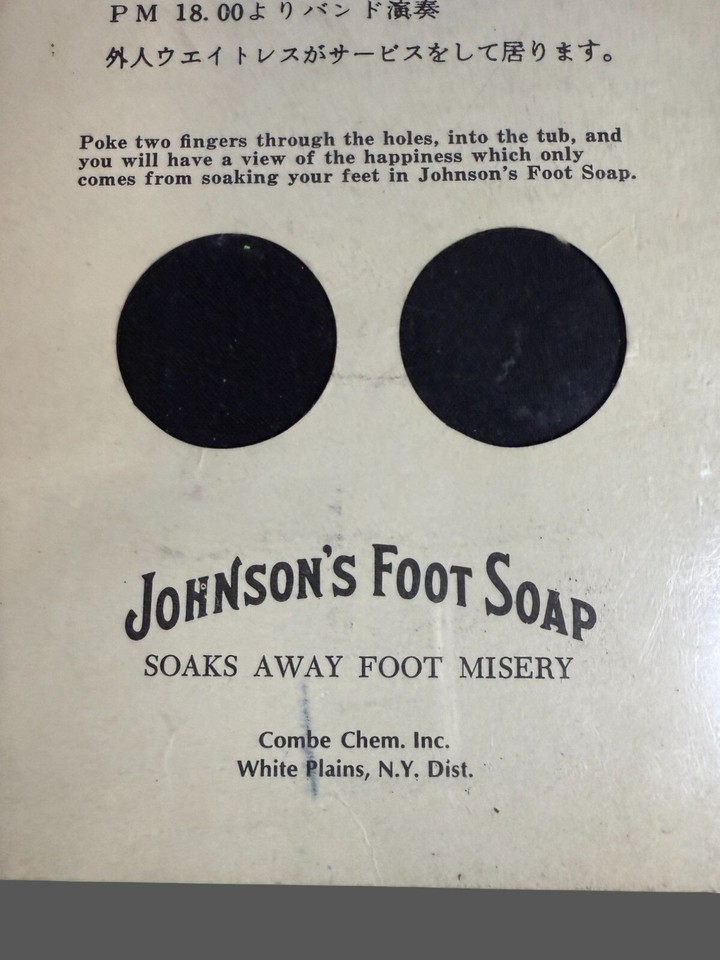 PM 18.00よりバンド演奏
外人ウエイトレスがサービスをして居ります。
Poke two fingers through the holes, into the tub, and
you will have a view of the happiness which only
comes from soaking your feet in Johnson's Foot Soap.
JOHNSON'S FOOT SOAP
SOAKS AWAY FOOT MISERY
Combe Chem. Inc.
White Plains, N.Y. Dist.